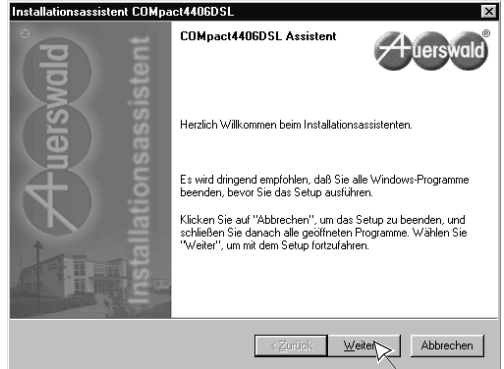 Installationsassistent COMpact4406DSL
COMpact4406DSL Assistent
Auerswald
Auerswald
Installationsassistent
Herzlich Willkommen beim Installationsassistenten.
Es wird dringend empfohlen, daß Sie alle Windows-Programme
beenden, bevor Sie das Setup ausführen.
Klicken Sie auf "Abbrechen", um das Setup zu beenden, und
schließen Sie danach alle geöffneten Programme. Wählen Sie
"Weiter", um mit dem Setup fortzufahren.
< Zurück
Weiter
Abbrechen